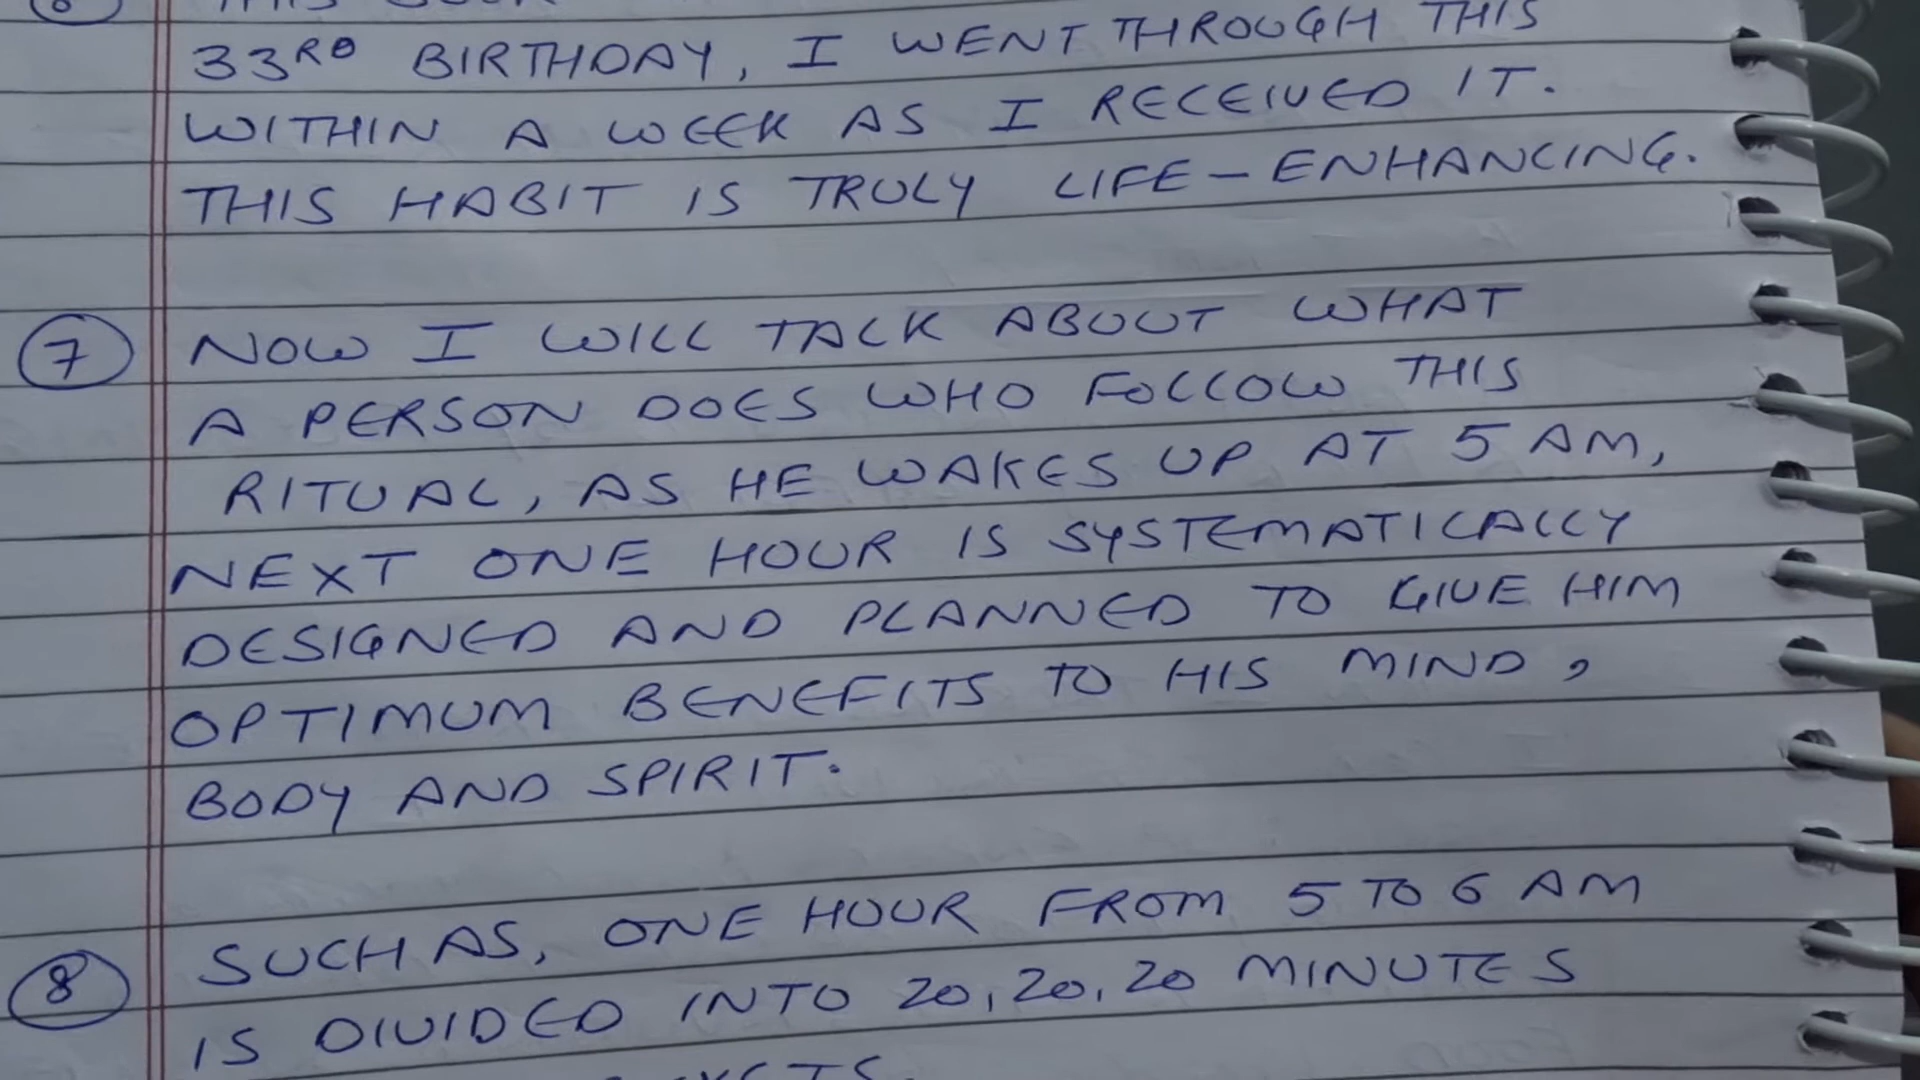 6 THIS BOOK
33RD BIRTHDAY, I WENT THROUGH THIS
WITHIN A WEEK AS I RECEIVED IT.
THIS HABIT IS TRULY LIFE-ENHANCING.
7 NOW I WILL TALK ABOUT WHAT
A PERSON DOES WHO FOLLOW THIS
RITUAL, AS HE WAKES UP AT 5 AM,
NEXT ONE HOUR IS SYSTEMATICALLY
DESIGNED AND PLANNED TO GIVE HIM
OPTIMUM BENEFITS TO HIS MIND,
BODY AND SPIRIT.
8 SUCH AS, ONE HOUR FROM 5 TO 6 AM
IS DIVIDED INTO 20, 20, 20 MINUTES